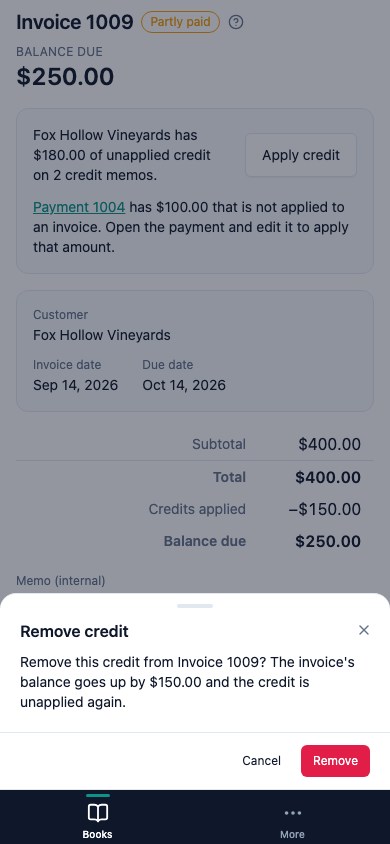 Invoice 1009 Partly paid
BALANCE DUE
$250.00
Fox Hollow Vineyards has
$180.00 of unapplied credit
on 2 credit memos.
Apply credit
Payment 1004 has $100.00 that is not applied to
an invoice. Open the payment and edit it to apply
that amount.
Customer
Fox Hollow Vineyards
Invoice date Due date
Sep 14, 2026 Oct 14, 2026
Subtotal $400.00
Total $400.00
Credits applied –$150.00
Balance due $250.00
Memo (internal)
Remove credit
Remove this credit from Invoice 1009? The invoice's
balance goes up by $150.00 and the credit is
unapplied again.
Cancel Remove
Books More